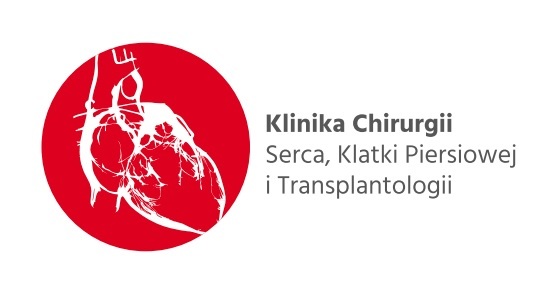 Klinika Chirurgii
Serca, Klatki Piersiowej
i Transplantologii